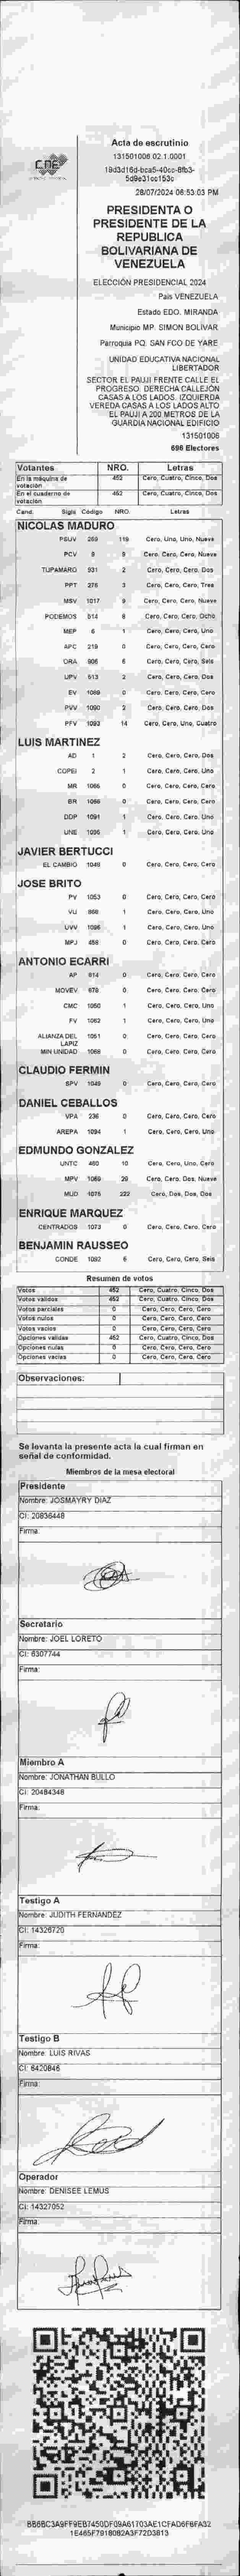 CNE
Acta de escrutinio
131501006.02.1.0001
28/07/2024 06:53:03 PM
PRESIDENTA O
PRESIDENTE DE LA
REPUBLICA
BOLIVARIANA DE
VENEZUELA
ELECCIÓN PRESIDENCIAL 2024
Pais VENEZUELA
Estado EDO. MIRANDA
Municipio MP. SIMON BOLIVAR
Parroquia PQ. SAN FCO DE YARE
UNIDAD EDUCATIVA NACIONAL
LIBERTADOR
SECTOR EL PAUJI FRENTE CALLE EL
PROGRESO. DERECHA CALLEJÓN
CASAS A LOS LADOS. IZQUIERDA
VEREDA CASAS A LOS LADOS ALTO
EL PAUJI A 200 METROS DE LA
GUARDIA NACIONAL EDIFICIO
131501006
696 Electores
Votantes NRO. Letras
En la máquina de votación 452 Cero, Cuatro, Cinco, Dos
En el cuaderno de votación 452 Cero, Cuatro, Cinco, Dos
Cand. Sigla Código NRO. Letras
NICOLAS MADURO
PSUV 269 119 Cero, Uno, Uno, Nueve
PCV 9 9 Cero, Cero, Cero, Nueve
TUPAMARO 931 2 Cero, Cero, Cero, Dos
PPT 276 3 Cero, Cero, Cero, Tres
MSV 1017 9 Cero, Cero, Cero, Nueve
PODEMOS 514 8 Cero, Cero, Cero, Ocho
MEP 6 1 Cero, Cero, Cero, Uno
APC 219 0 Cero, Cero, Cero, Cero
ORA 806 6 Cero, Cero, Cero, Seis
UPV 613 2 Cero, Cero, Cero, Dos
EV 1089 0 Cero, Cero, Cero, Cero
PVV 1090 2 Cero, Cero, Cero, Dos
PFV 1093 14 Cero, Cero, Uno, Cuatro
LUIS MARTINEZ
AD 1 2 Cero, Cero, Cero, Dos
COPEI 2 1 Cero, Cero, Cero, Uno
MR 1065 0 Cero, Cero, Cero, Cero
BR 1066 0 Cero, Cero, Cero, Cero
DDP 1091 1 Cero, Cero, Cero, Uno
UNE 1095 1 Cero, Cero, Cero, Uno
JAVIER BERTUCCI
EL CAMBIO 1048 0 Cero, Cero, Cero, Cero
JOSE BRITO
PV 1053 0 Cero, Cero, Cero, Cero
VU 868 1 Cero, Cero, Cero, Uno
UVV 1096 1 Cero, Cero, Cero, Uno
MPJ 458 0 Cero, Cero, Cero, Cero
ANTONIO ECARRI
AP 614 0 Cero, Cero, Cero, Cero
MOVEV 678 0 Cero, Cero, Cero, Cero
CMC 1050 1 Cero, Cero, Cero, Uno
FV 1062 1 Cero, Cero, Cero, Uno
ALIANZA DEL LAPIZ 1061 0 Cero, Cero, Cero, Cero
MIN UNIDAD 1068 0 Cero, Cero, Cero, Cero
CLAUDIO FERMIN
SPV 1049 0 Cero, Cero, Cero, Cero
DANIEL CEBALLOS
VPA 236 0 Cero, Cero, Cero, Cero
AREPA 1094 1 Cero, Cero, Cero, Uno
EDMUNDO GONZALEZ
UNTC 480 10 Cero, Cero, Uno, Cero
MPV 1069 29 Cero, Cero, Dos, Nueve
MUD 1075 222 Cero, Dos, Dos, Dos
ENRIQUE MARQUEZ
CENTRADOS 1073 0 Cero, Cero, Cero, Cero
BENJAMIN RAUSSEO
CONDE 1092 6 Cero, Cero, Cero, Seis
Resumen de votos
Votos 452 Cero, Cuatro, Cinco, Dos
Votos validos 452 Cero, Cuatro, Cinco, Dos
Votos parciales 0 Cero, Cero, Cero, Cero
Votos nulos 0 Cero, Cero, Cero, Cero
Votos vacios 0 Cero, Cero, Cero, Cero
Opciones validas 452 Cero, Cuatro, Cinco, Dos
Opciones nulas 0 Cero, Cero, Cero, Cero
Opciones vacias 0 Cero, Cero, Cero, Cero
Observaciones:
Se levanta la presente acta la cual firman en
señal de conformidad.
Miembros de la mesa electoral
Presidente
Nombre: JOSMAYRY DIAZ
CI: 20836448
Firma:
Secretario
Nombre: JOEL LORETO
CI: 6307744
Firma:
Miembro A
Nombre: JONATHAN BULLO
CI: 20484348
Firma:
Testigo A
Nombre: JUDITH FERNANDEZ
CI: 14326720
Firma:
Testigo B
Nombre: LUIS RIVAS
CI: 6420846
Firma:
Operador
Nombre: DENISEE LEMUS
CI: 14327052
Firma: